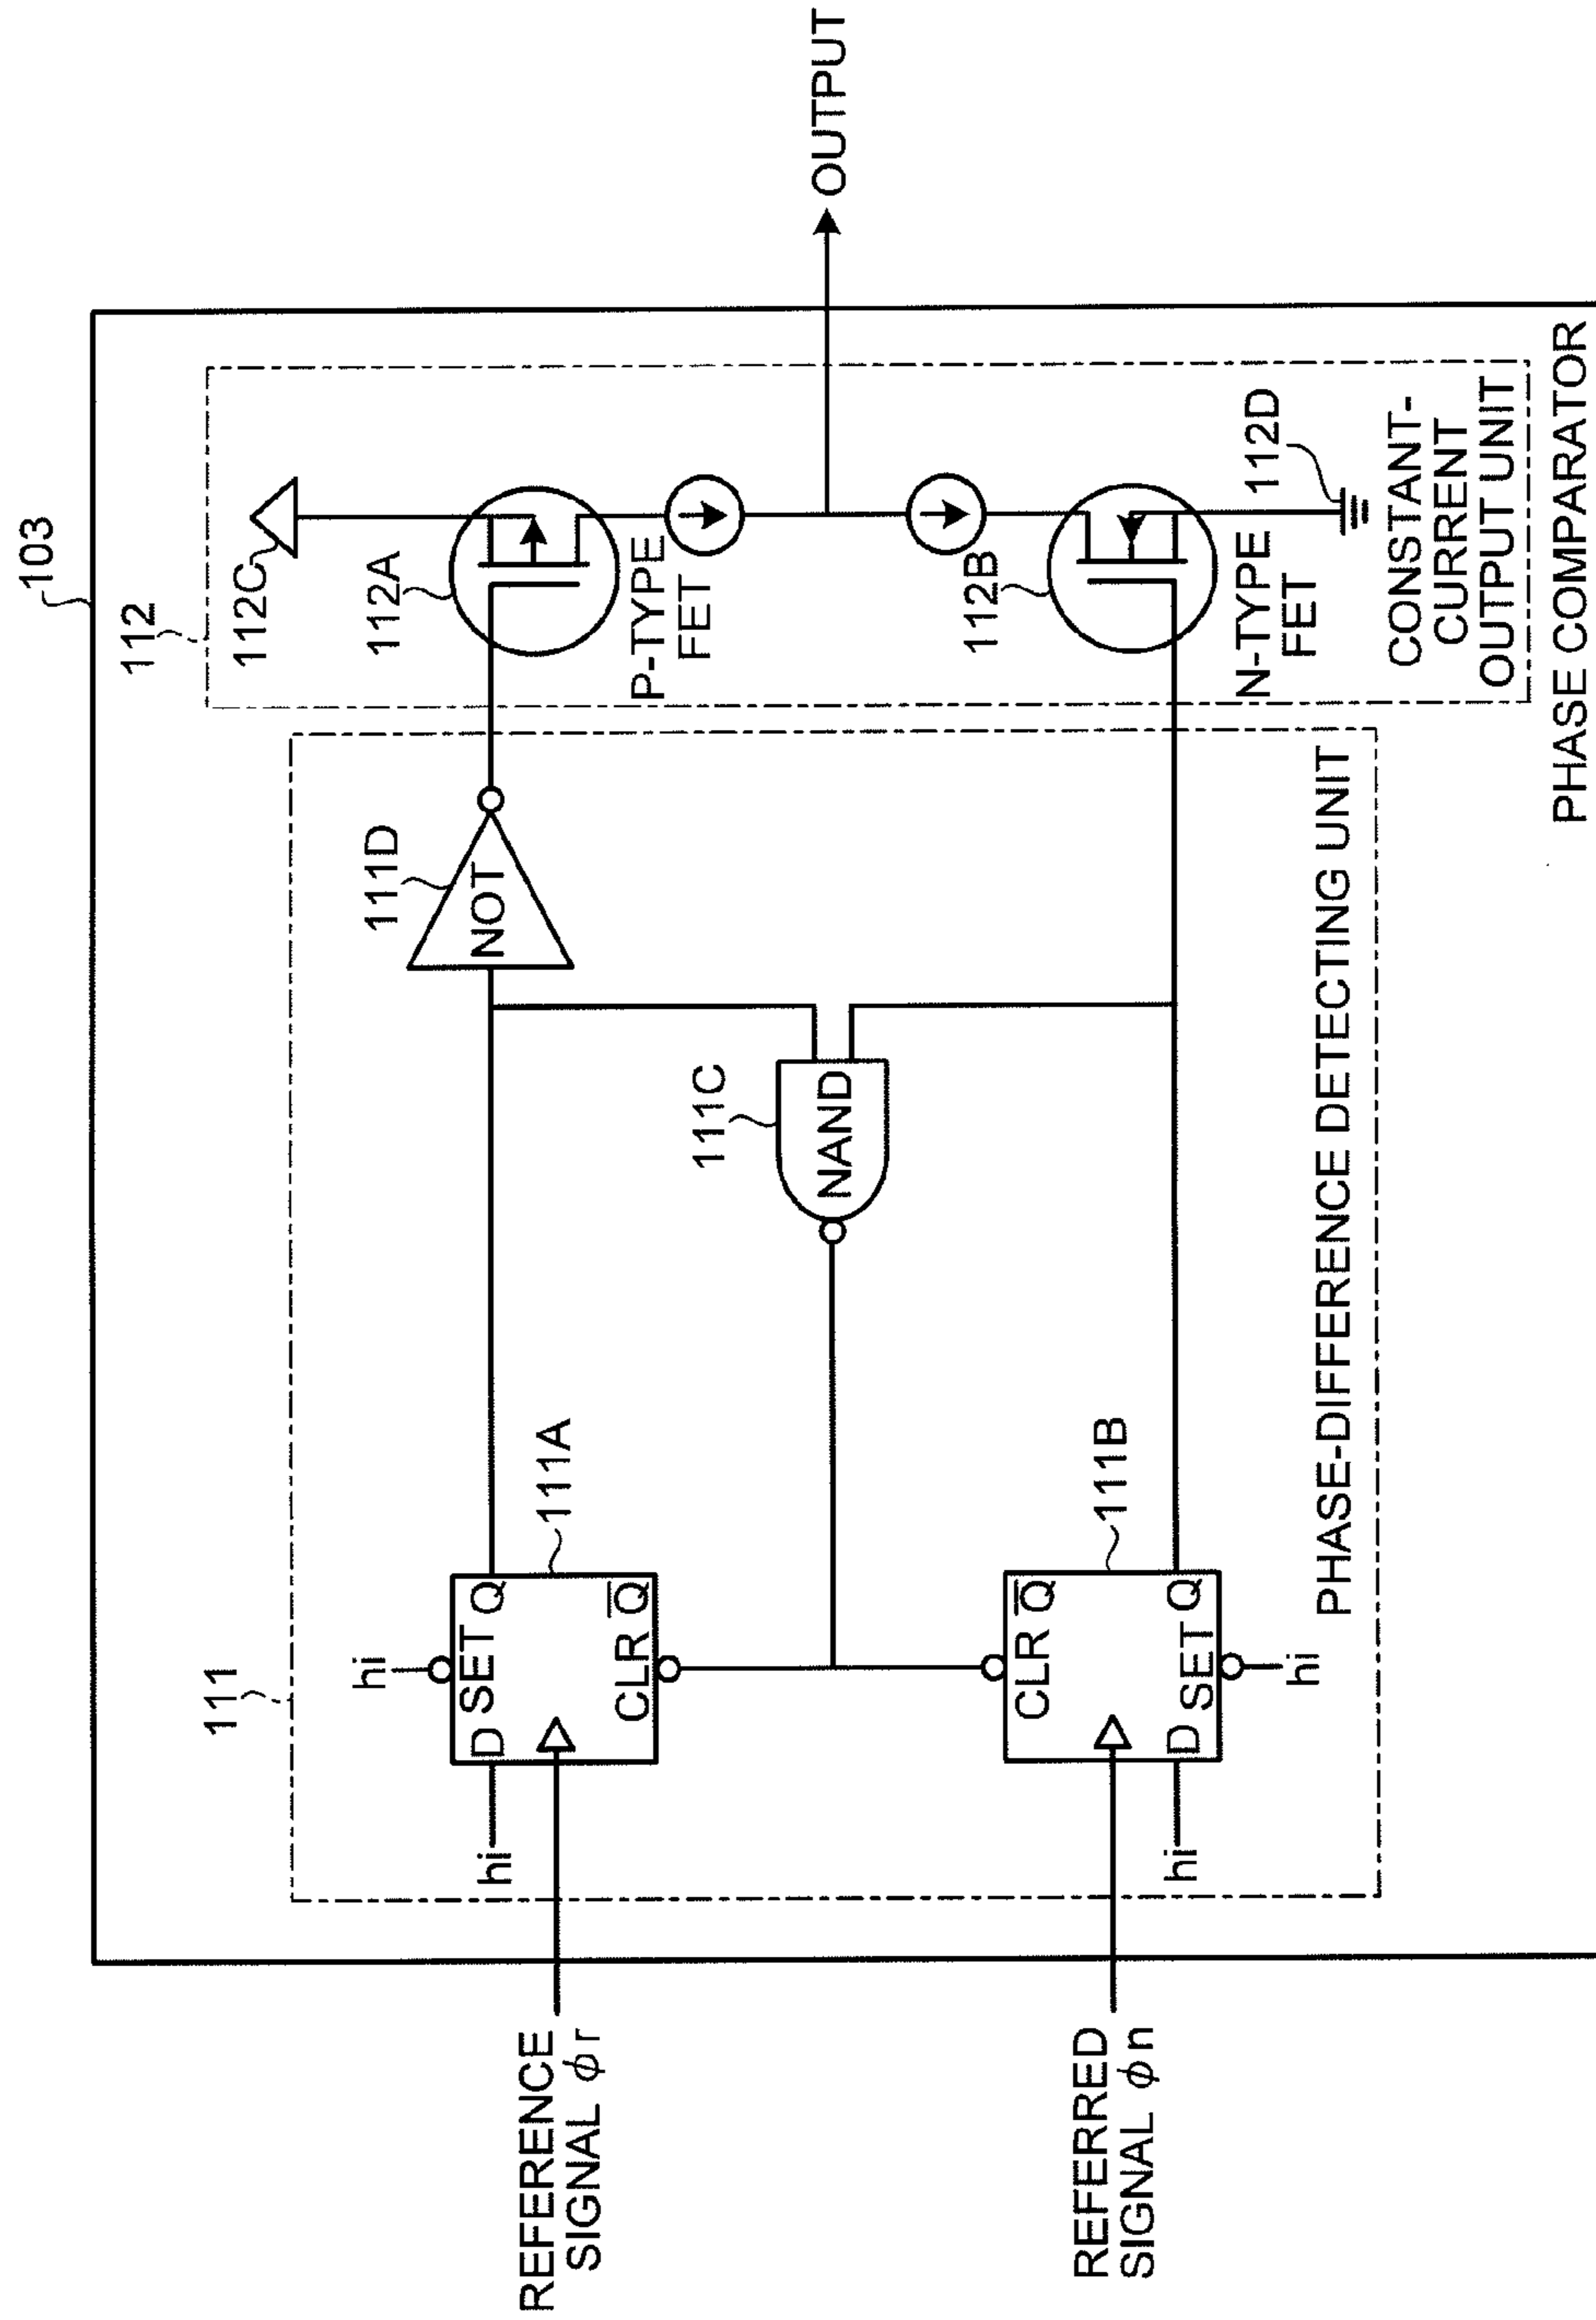 103
112
112C
112A
P-TYPE
FET
OUTPUT
112B
N-TYPE
FET
112D
CONSTANT-
CURRENT
OUTPUT UNIT
111
hi
D SET Q
hi
CLR Q̅
111A
111D
NOT
111C
NAND
CLR Q̅
111B
D SET Q
hi
hi
PHASE-DIFFERENCE DETECTING UNIT
PHASE COMPARATOR
REFERENCE
SIGNAL ϕr
REFERRED
SIGNAL ϕn